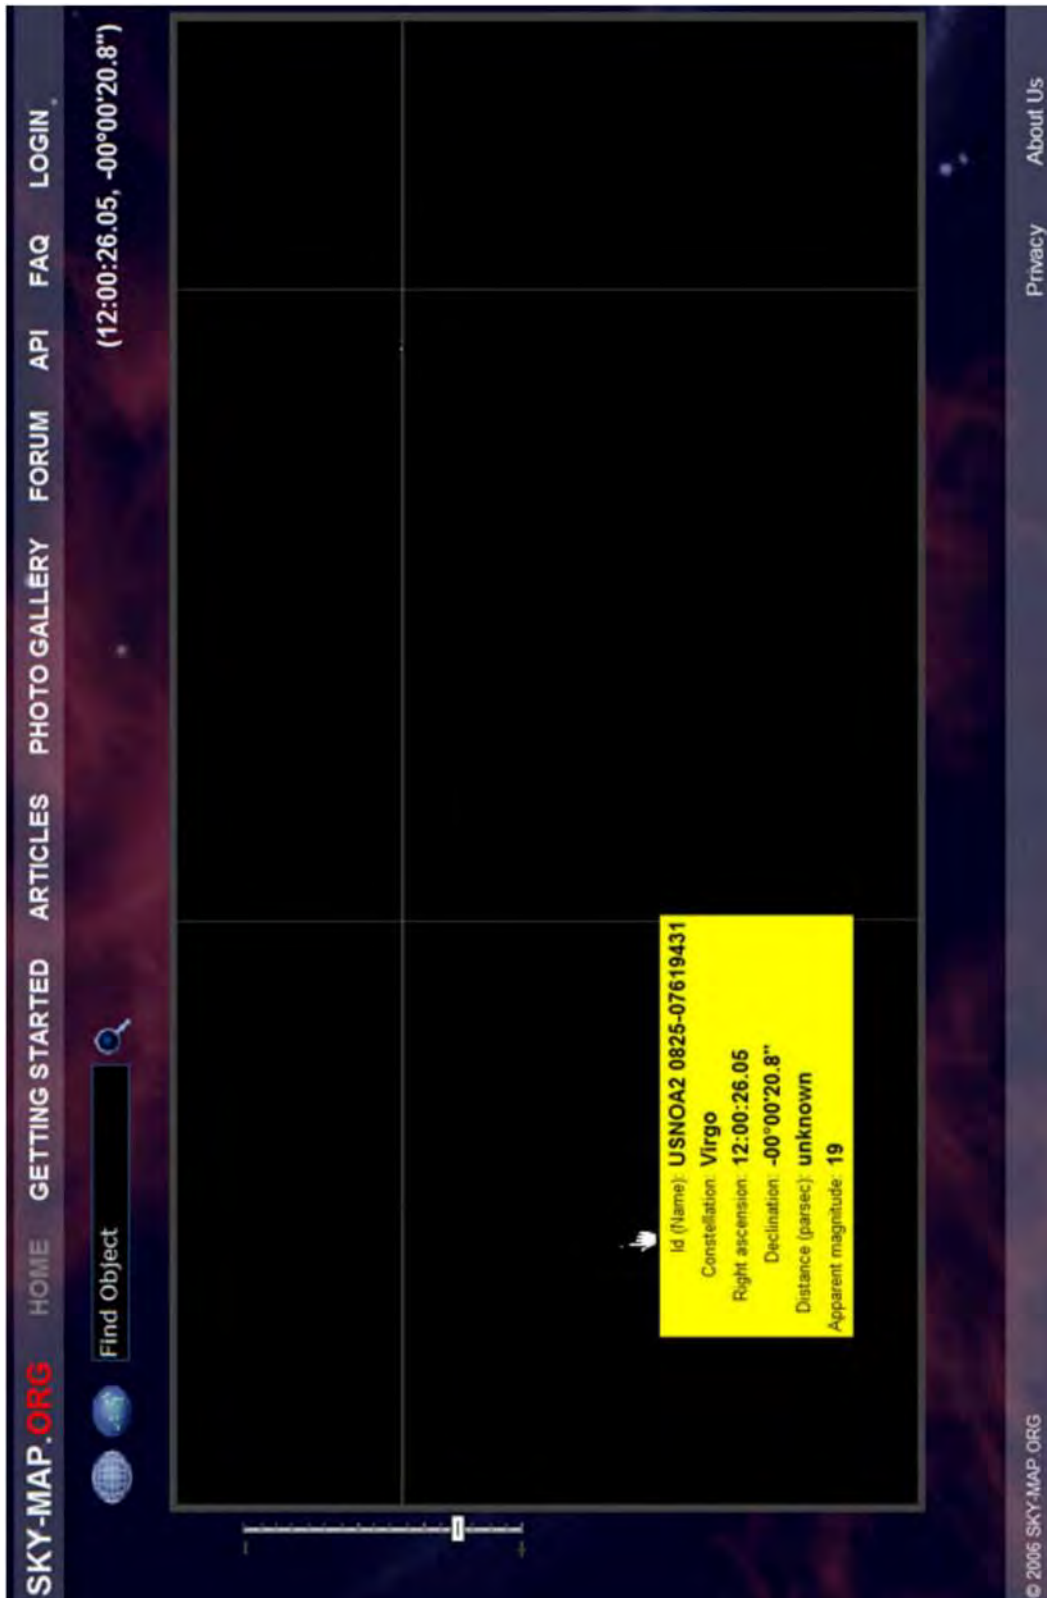 SKY-MAP.ORG HOME GETTING STARTED ARTICLES PHOTO GALLERY FORUM API FAQ LOGIN
Find Object (12:00:26.05, -00°00'20.8")
Id (Name): USNOA2 0825-07619431
Constellation: Virgo
Right ascension: 12:00:26.05
Declination: -00°00'20.8"
Distance (parsec): unknown
Apparent magnitude: 19
© 2006 SKY-MAP.ORG Privacy About Us